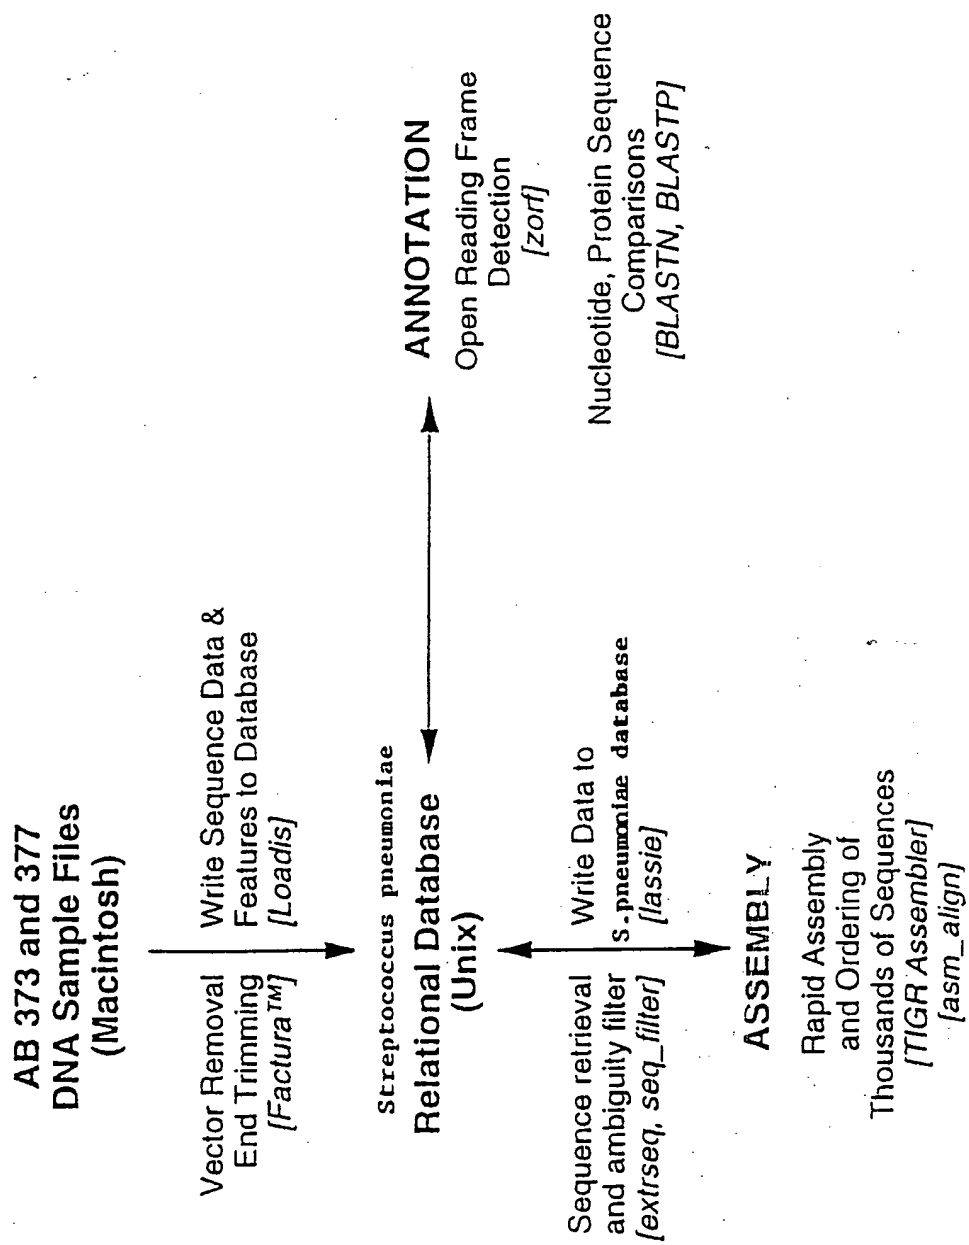 AB 373 and 377
DNA Sample Files
(Macintosh)
Vector Removal
End Trimming
[Factura™]
Write Sequence Data &
Features to Database
[Loadis]
Streptococcus pneumoniae
Relational Database
(Unix)
ANNOTATION
Open Reading Frame
Detection
[zorf]
Nucleotide, Protein Sequence
Comparisons
[BLASTN, BLASTP]
Sequence retrieval
and ambiguity filter
[extrseq, seq_filter]
Write Data to
S.pneumoniae database
[lassie]
ASSEMBLY
Rapid Assembly
and Ordering of
Thousands of Sequences
[TIGR Assembler]
[asm_align]